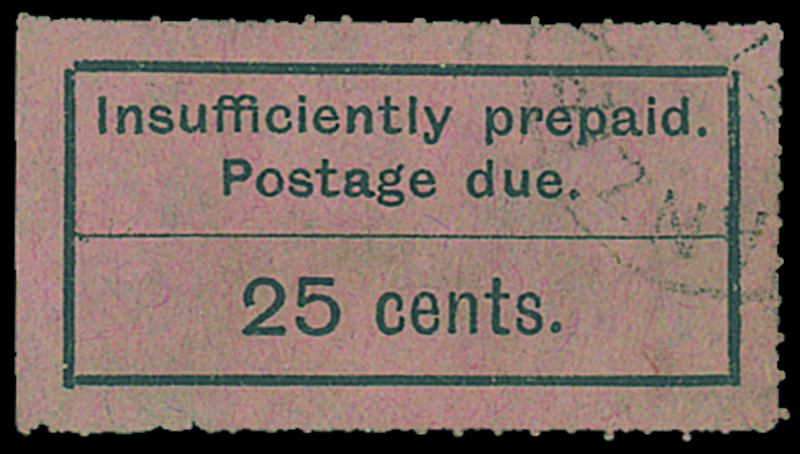 Insufficiently prepaid.
Postage due.
25 cents.